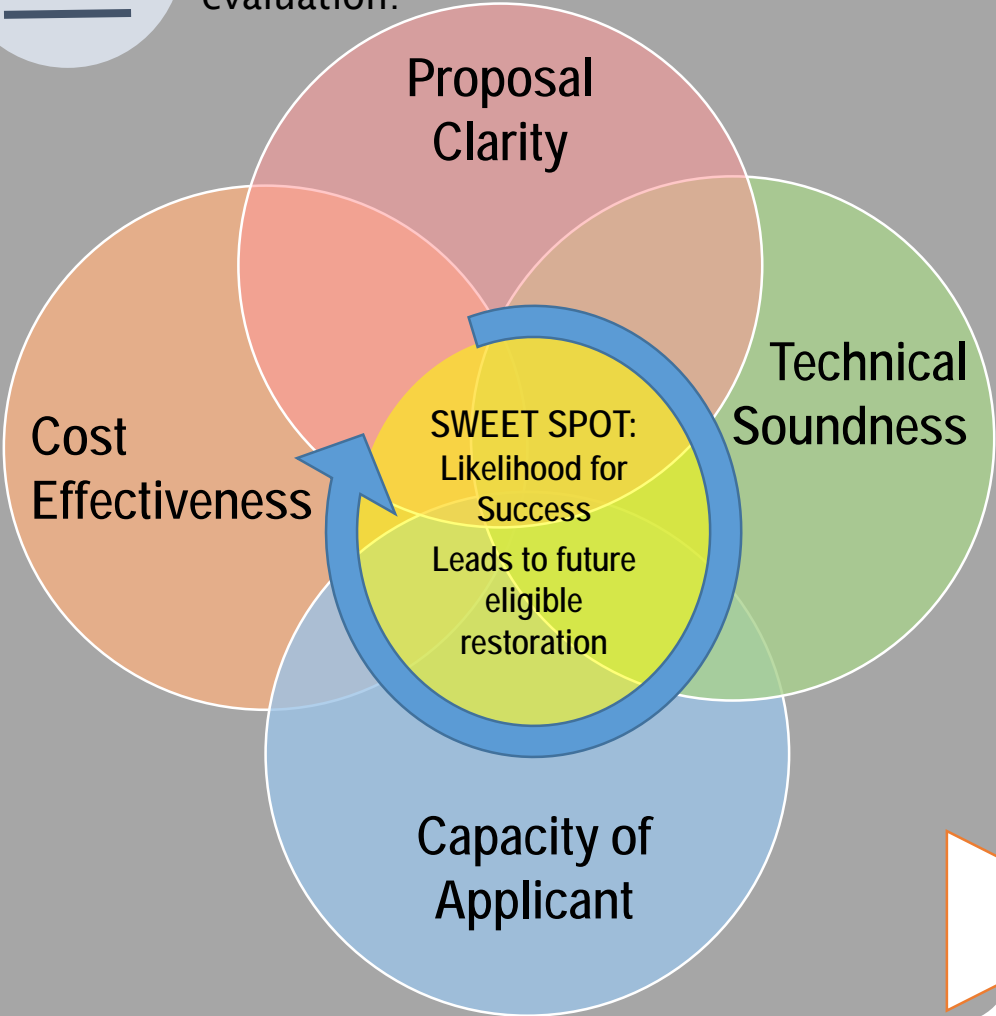 evaluation:
Proposal
Clarity
Technical
Soundness
Cost
Effectiveness
SWEET SPOT:
Likelihood for
Success
Leads to future
eligible
restoration
Capacity of
Applicant